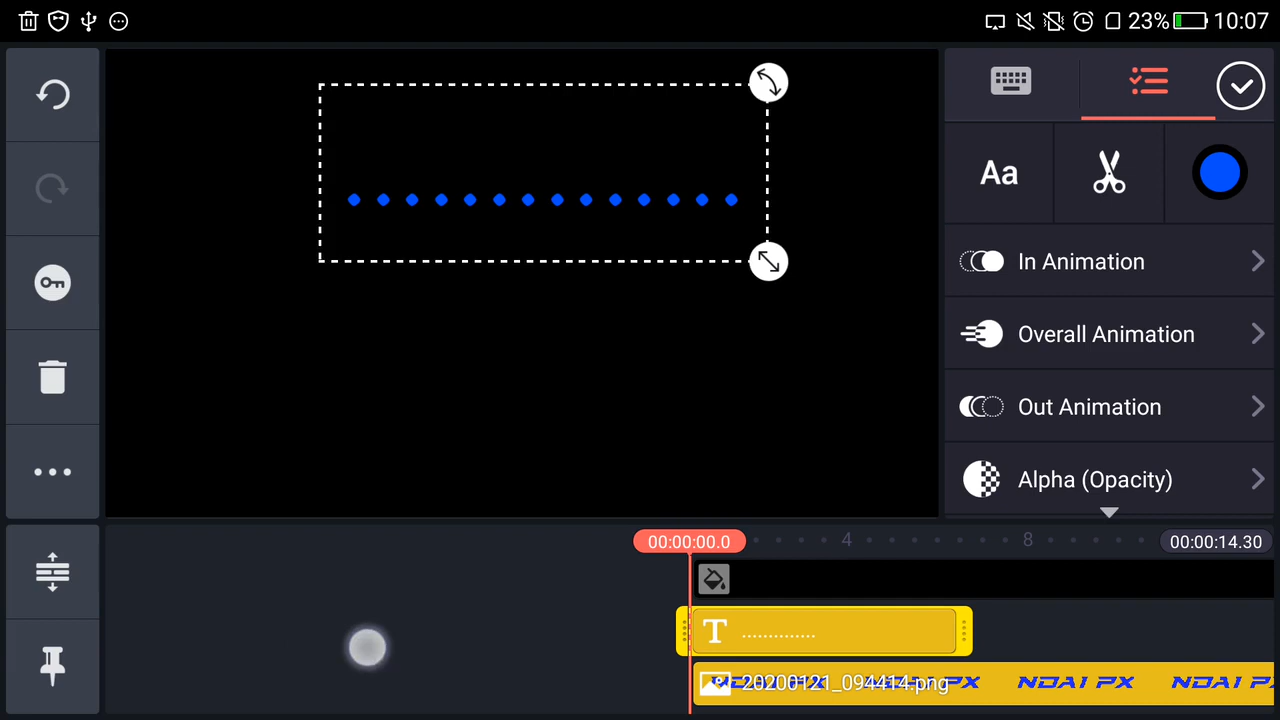 23% 10:07
Aa
In Animation
Overall Animation
Out Animation
Alpha (Opacity)
00:00:00.0 4 8 00:00:14.30
T ..............
20200121_094414.png
NDAI PX NDAI PX